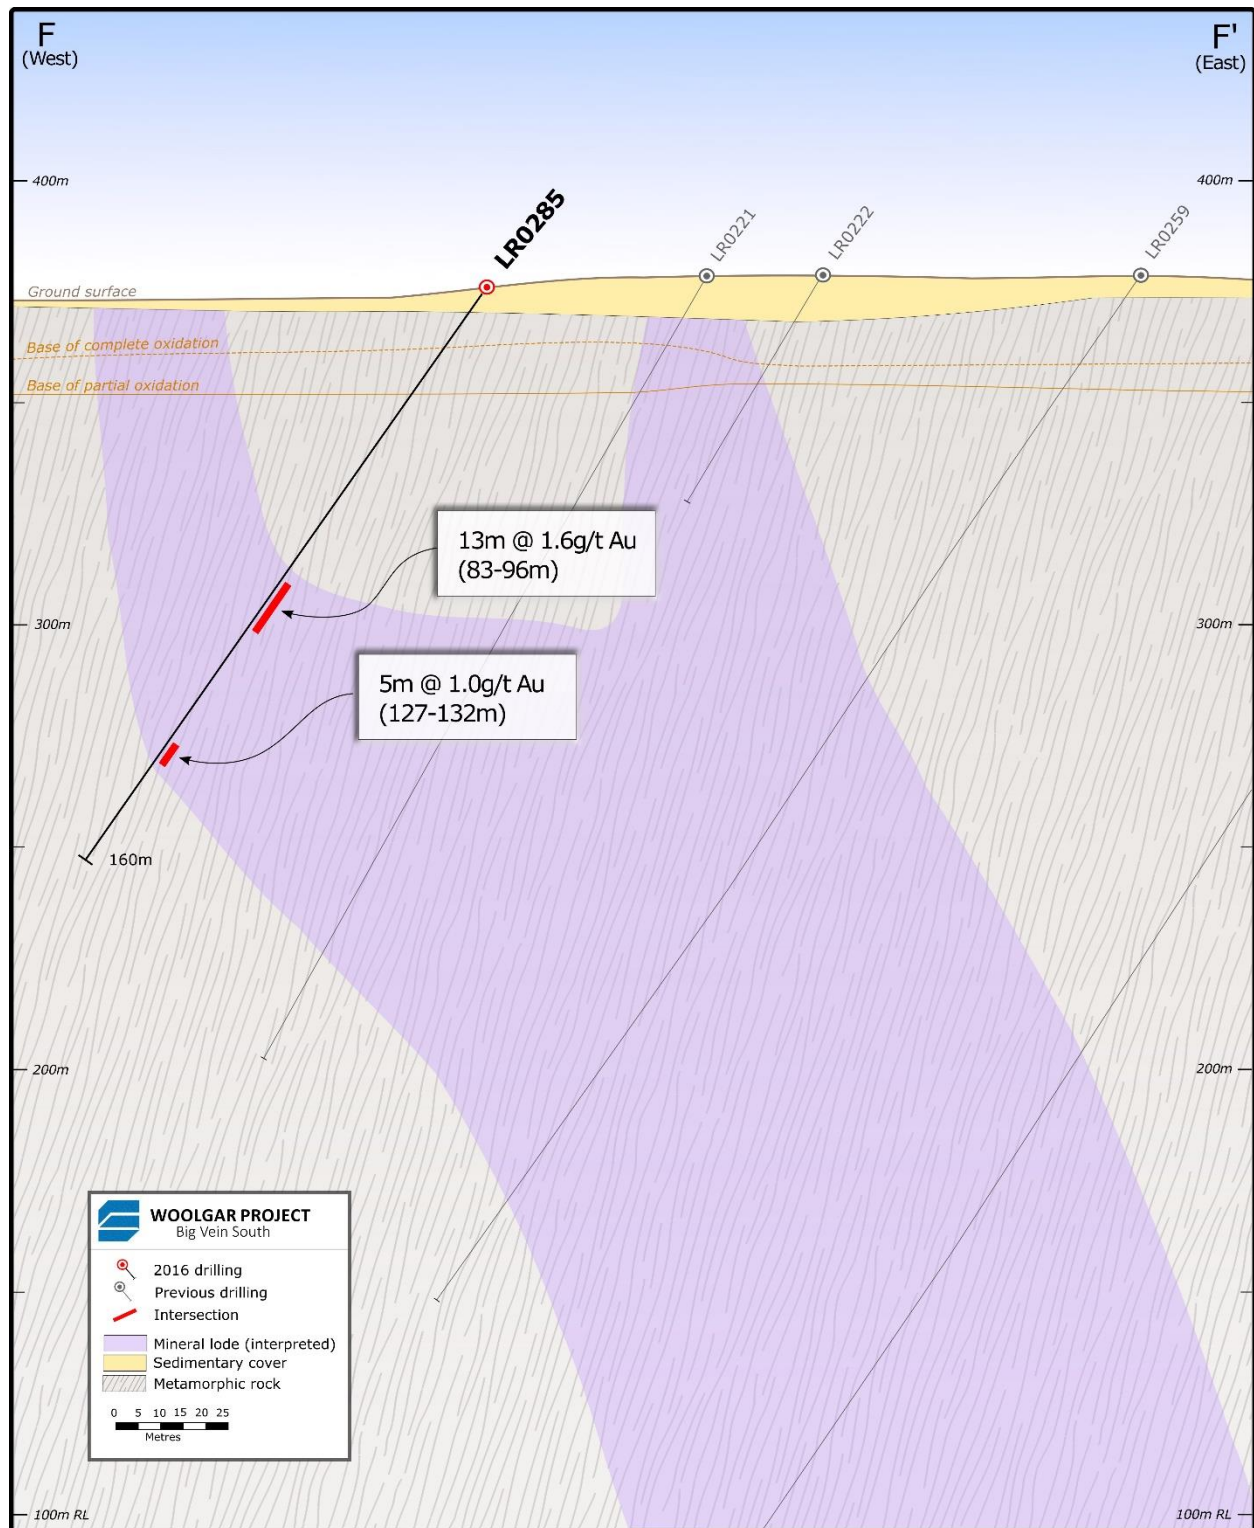 F
(West)
F'
(East)
400m
400m
LR0285
LR0221
LR0222
LR0259
Ground surface
Base of complete oxidation
Base of partial oxidation
13m @ 1.6g/t Au
(83-96m)
300m
300m
5m @ 1.0g/t Au
(127-132m)
160m
200m
200m
WOOLGAR PROJECT
Big Vein South
2016 drilling
Previous drilling
Intersection
Mineral lode (interpreted)
Sedimentary cover
Metamorphic rock
0 5 10 15 20 25
Metres
100m RL
100m RL